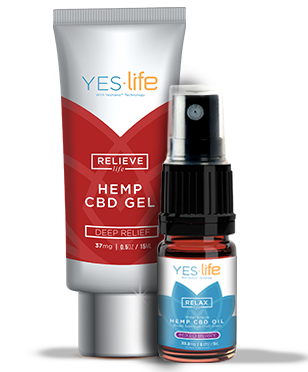 YES·life
RELIEVE
life
HEMP
CBD GEL
DEEP RELIEF
37mg | 0.5oz / 15ML
YES·life
RELAX
HEMP CBD OIL